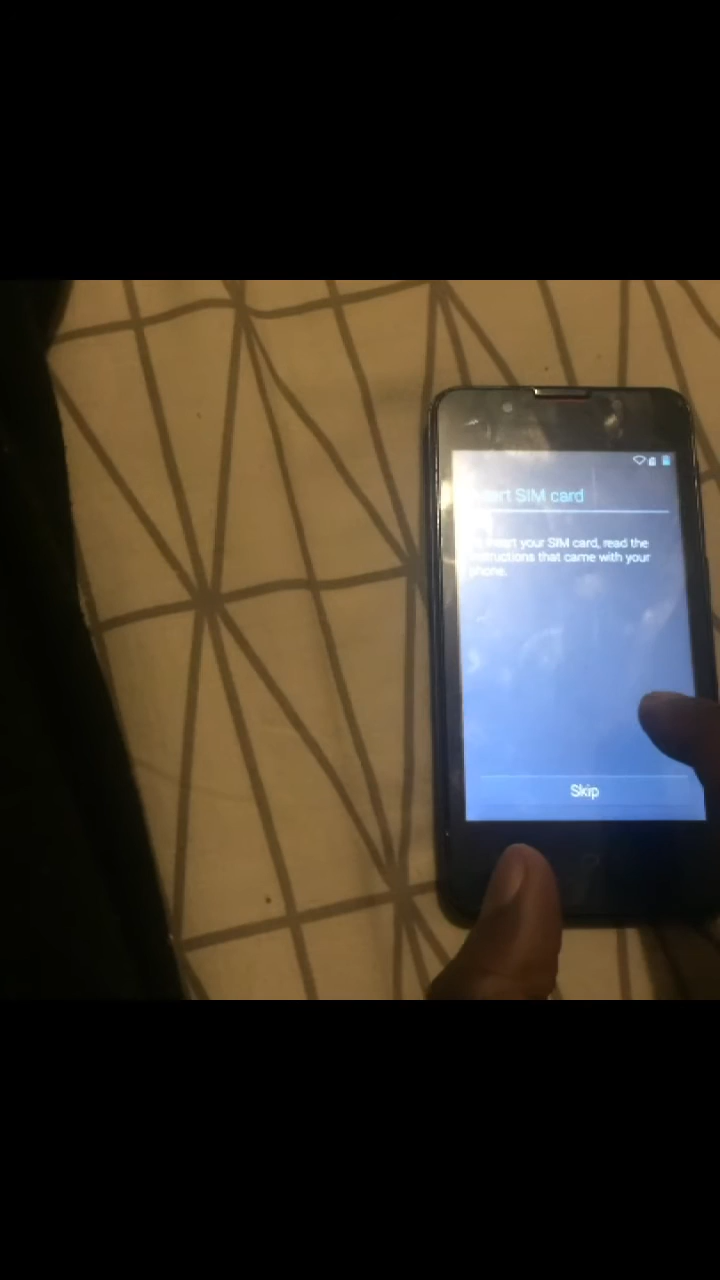 Insert SIM card
To insert your SIM card, read the
instructions that came with your
phone.
Skip